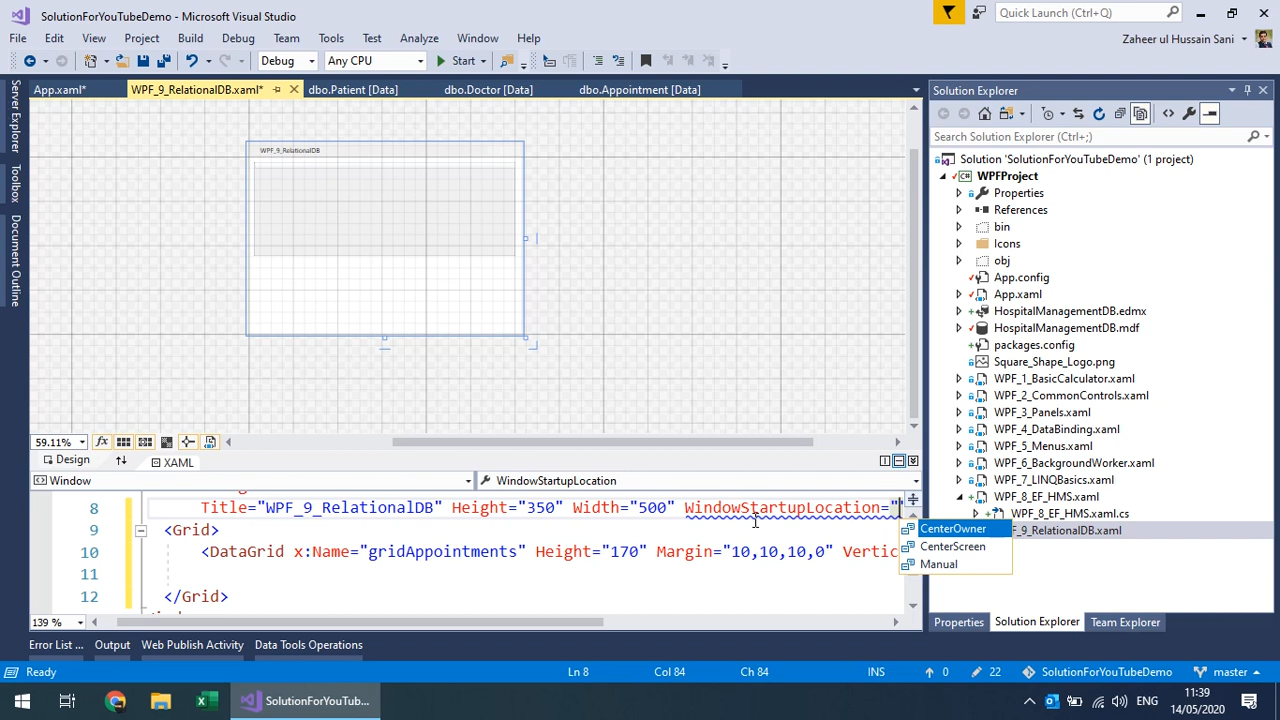 SolutionForYouTubeDemo - Microsoft Visual Studio
Quick Launch (Ctrl+Q)
File Edit View Project Build Debug Team Tools Test Analyze Window Help
Zaheer ul Hussain Sani
Debug Any CPU Start
App.xaml* WPF_9_RelationalDB.xaml* dbo.Patient [Data] dbo.Doctor [Data] dbo.Appointment [Data]
Server Explorer
Toolbox
Document Outline
WPF_9_RelationalDB
59.11%
Design XAML
Window WindowStartupLocation
8 Title="WPF_9_RelationalDB" Height="350" Width="500" WindowStartupLocation=""
9 <Grid>
10 <DataGrid x:Name="gridAppointments" Height="170" Margin="10,10,10,0" Vertic
11
12 </Grid>
CenterOwner
CenterScreen
Manual
139 %
Error List ... Output Web Publish Activity Data Tools Operations
Solution Explorer
Search Solution Explorer (Ctrl+;)
Solution 'SolutionForYouTubeDemo' (1 project)
WPFProject
Properties
References
bin
Icons
obj
App.config
App.xaml
HospitalManagementDB.edmx
HospitalManagementDB.mdf
packages.config
Square_Shape_Logo.png
WPF_1_BasicCalculator.xaml
WPF_2_CommonControls.xaml
WPF_3_Panels.xaml
WPF_4_DataBinding.xaml
WPF_5_Menus.xaml
WPF_6_BackgroundWorker.xaml
WPF_7_LINQBasics.xaml
WPF_8_EF_HMS.xaml
WPF_8_EF_HMS.xaml.cs
F_9_RelationalDB.xaml
Properties Solution Explorer Team Explorer
Ready Ln 8 Col 84 Ch 84 INS 0 22 SolutionForYouTubeDemo master
SolutionForYouTub...
ENG
11:39
14/05/2020